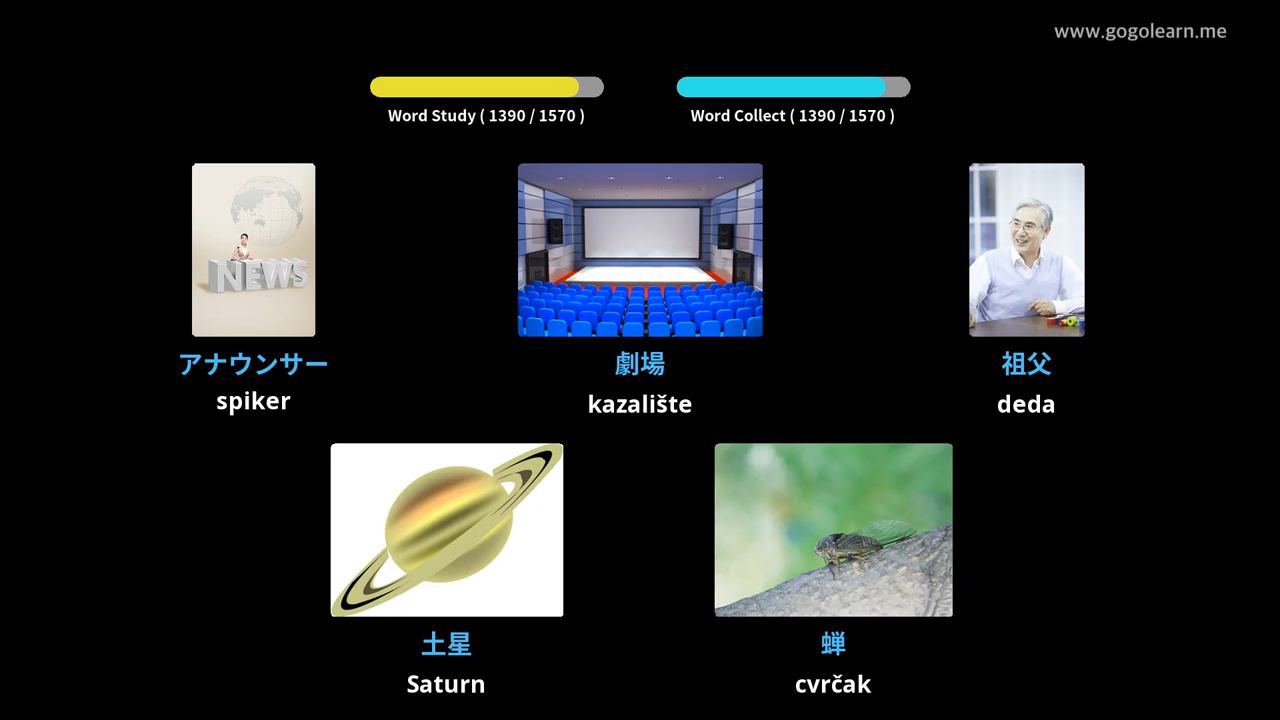 www.gogolearn.me
Word Study ( 1390 / 1570 )
Word Collect ( 1390 / 1570 )
NEWS
アナウンサー
spiker
劇場
kazalište
祖父
deda
土星
Saturn
蝉
cvrčak